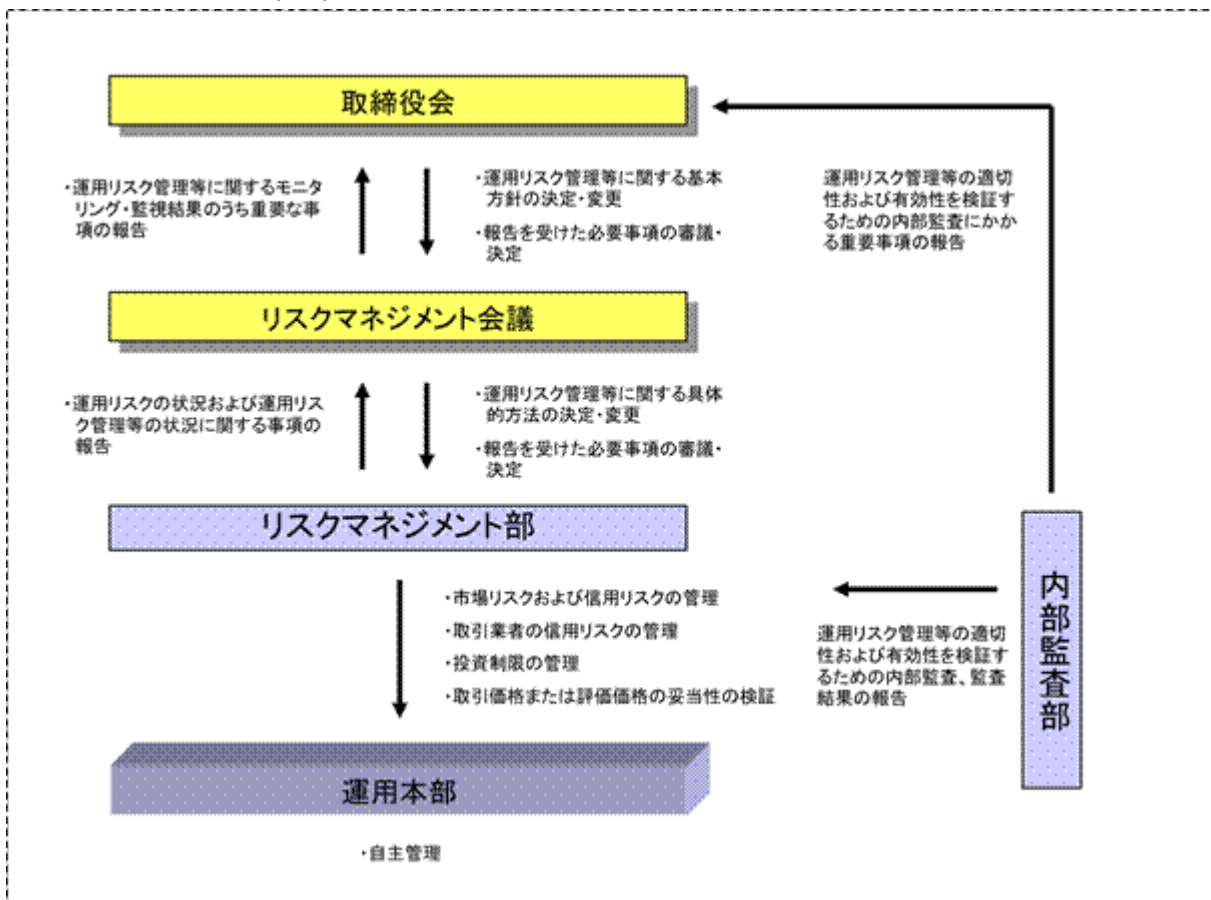 取締役会
・運用リスク管理等に関するモニ
タリング・監視結果のうち重要な事
項の報告
・運用リスク管理等に関する基本
方針の決定・変更
・報告を受けた必要事項の審議・
決定
運用リスク管理等の適切
性および有効性を検証す
るための内部監査にかか
る重要事項の報告
リスクマネジメント会議
・運用リスクの状況および運用リス
ク管理等の状況に関する事項の
報告
・運用リスク管理等に関する具体
的方法の決定・変更
・報告を受けた必要事項の審議・
決定
リスクマネジメント部
・市場リスクおよび信用リスクの管理
・取引業者の信用リスクの管理
・投資制限の管理
・取引価格または評価価格の妥当性の検証
運用リスク管理等の適切
性および有効性を検証す
るための内部監査、監査
結果の報告
内部監査部
運用本部
・自主管理